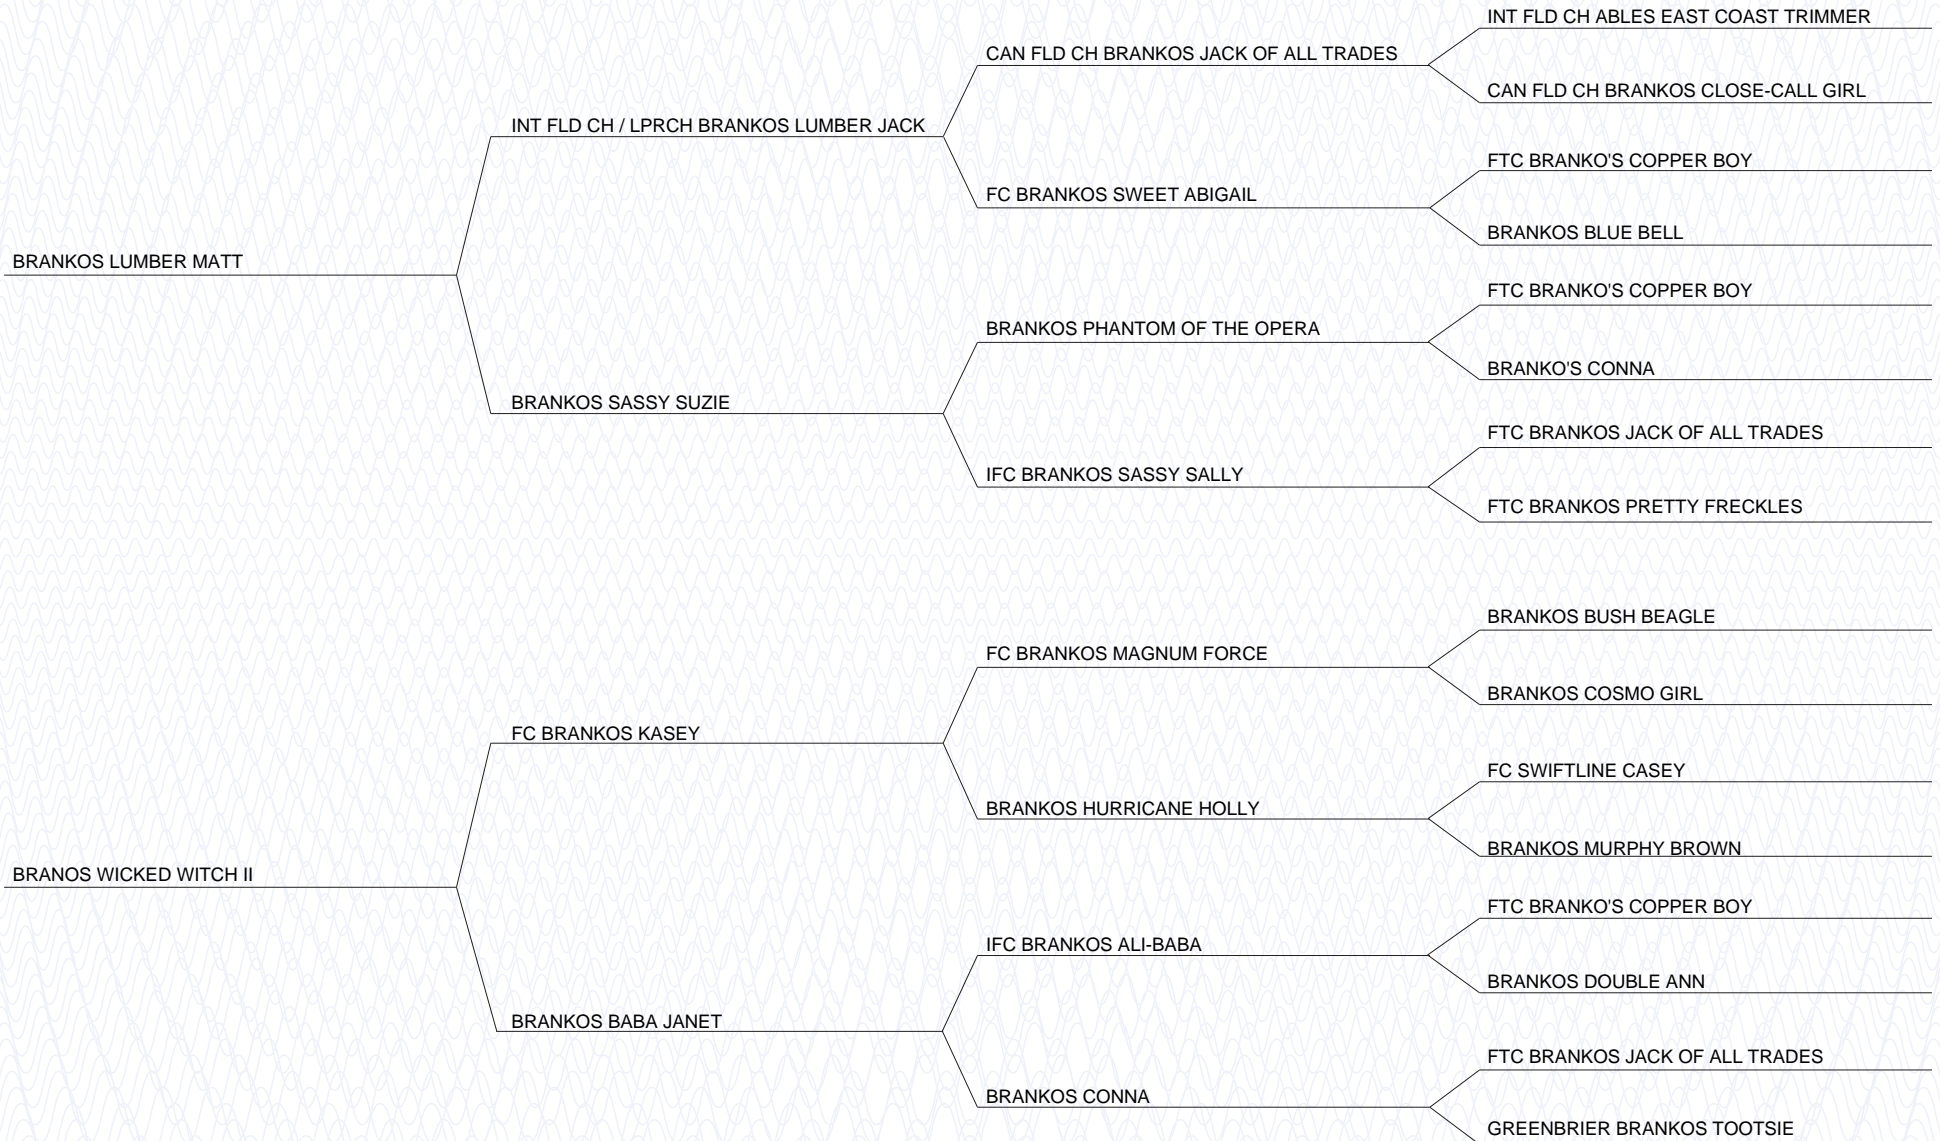 INT FLD CH ABLES EAST COAST TRIMMER
CAN FLD CH BRANKOS JACK OF ALL TRADES
CAN FLD CH BRANKOS CLOSE-CALL GIRL
INT FLD CH / LPRCH BRANKOS LUMBER JACK
FTC BRANKO'S COPPER BOY
FC BRANKOS SWEET ABIGAIL
BRANKOS BLUE BELL
BRANKOS LUMBER MATT
FTC BRANKO'S COPPER BOY
BRANKOS PHANTOM OF THE OPERA
BRANKO'S CONNA
BRANKOS SASSY SUZIE
FTC BRANKOS JACK OF ALL TRADES
IFC BRANKOS SASSY SALLY
FTC BRANKOS PRETTY FRECKLES
BRANKOS BUSH BEAGLE
FC BRANKOS MAGNUM FORCE
BRANKOS COSMO GIRL
FC BRANKOS KASEY
FC SWIFTLINE CASEY
BRANKOS HURRICANE HOLLY
BRANKOS MURPHY BROWN
BRANOS WICKED WITCH II
FTC BRANKO'S COPPER BOY
IFC BRANKOS ALI-BABA
BRANKOS DOUBLE ANN
BRANKOS BABA JANET
FTC BRANKOS JACK OF ALL TRADES
BRANKOS CONNA
GREENBRIER BRANKOS TOOTSIE